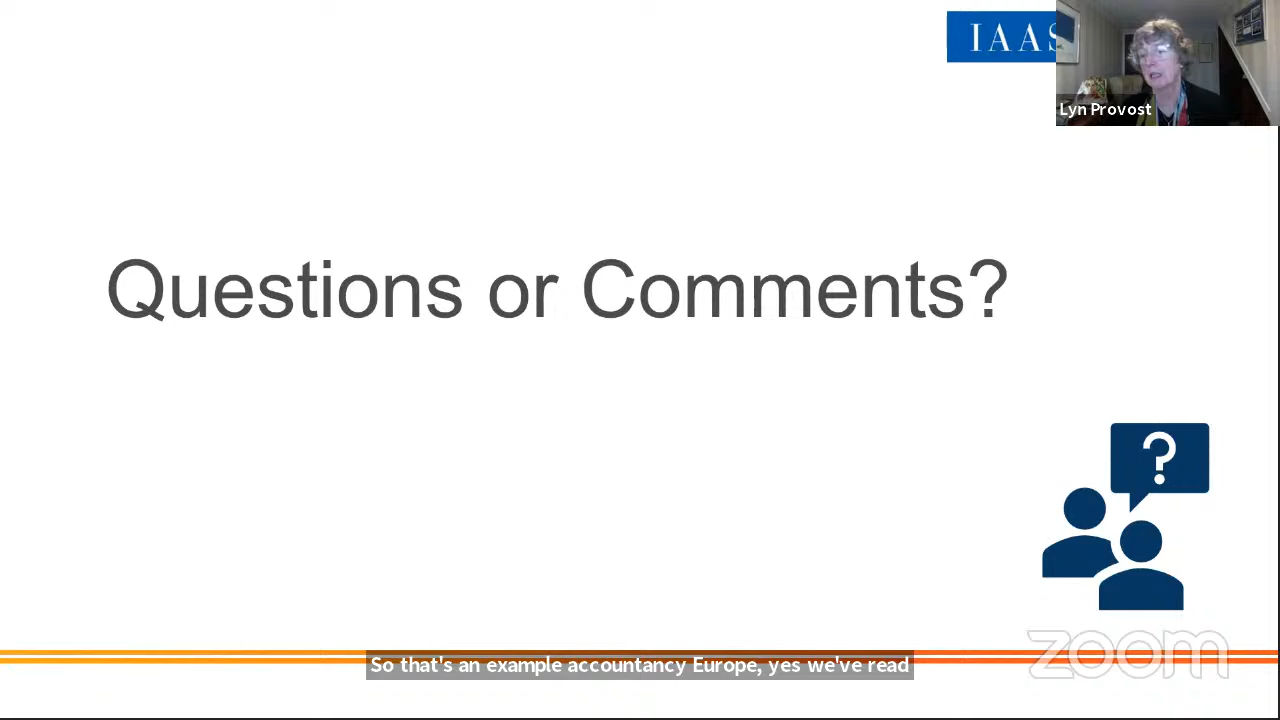 IAAS
Lyn Provost
Questions or Comments?
?
So that's an example accountancy Europe, yes we've read
zoom